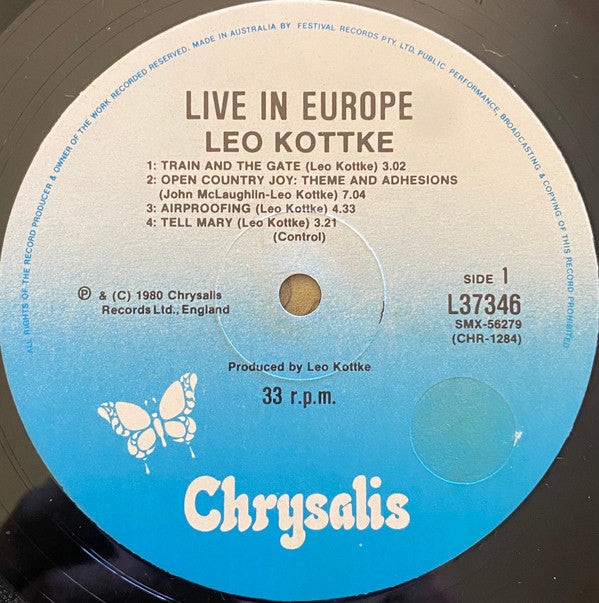 ALL RIGHTS OF THE RECORD PRODUCER & OWNER OF THE WORK RECORDED RESERVED. MADE IN AUSTRALIA BY FESTIVAL RECORDS PTY. LTD. PUBLIC PERFORMANCE, BROADCASTING & COPYING OF THIS RECORD PROHIBITED
LIVE IN EUROPE
LEO KOTTKE
1: TRAIN AND THE GATE (Leo Kottke) 3.02
2: OPEN COUNTRY JOY: THEME AND ADHESIONS
(John McLaughlin-Leo Kottke) 7.04
3: AIRPROOFING (Leo Kottke) 4.33
4: TELL MARY (Leo Kottke) 3.21
(Control)
SIDE 1
L37346
SMX-56279
(CHR-1284)
℗ & (C) 1980 Chrysalis
Records Ltd., England
Produced by Leo Kottke
33 r.p.m.
Chrysalis